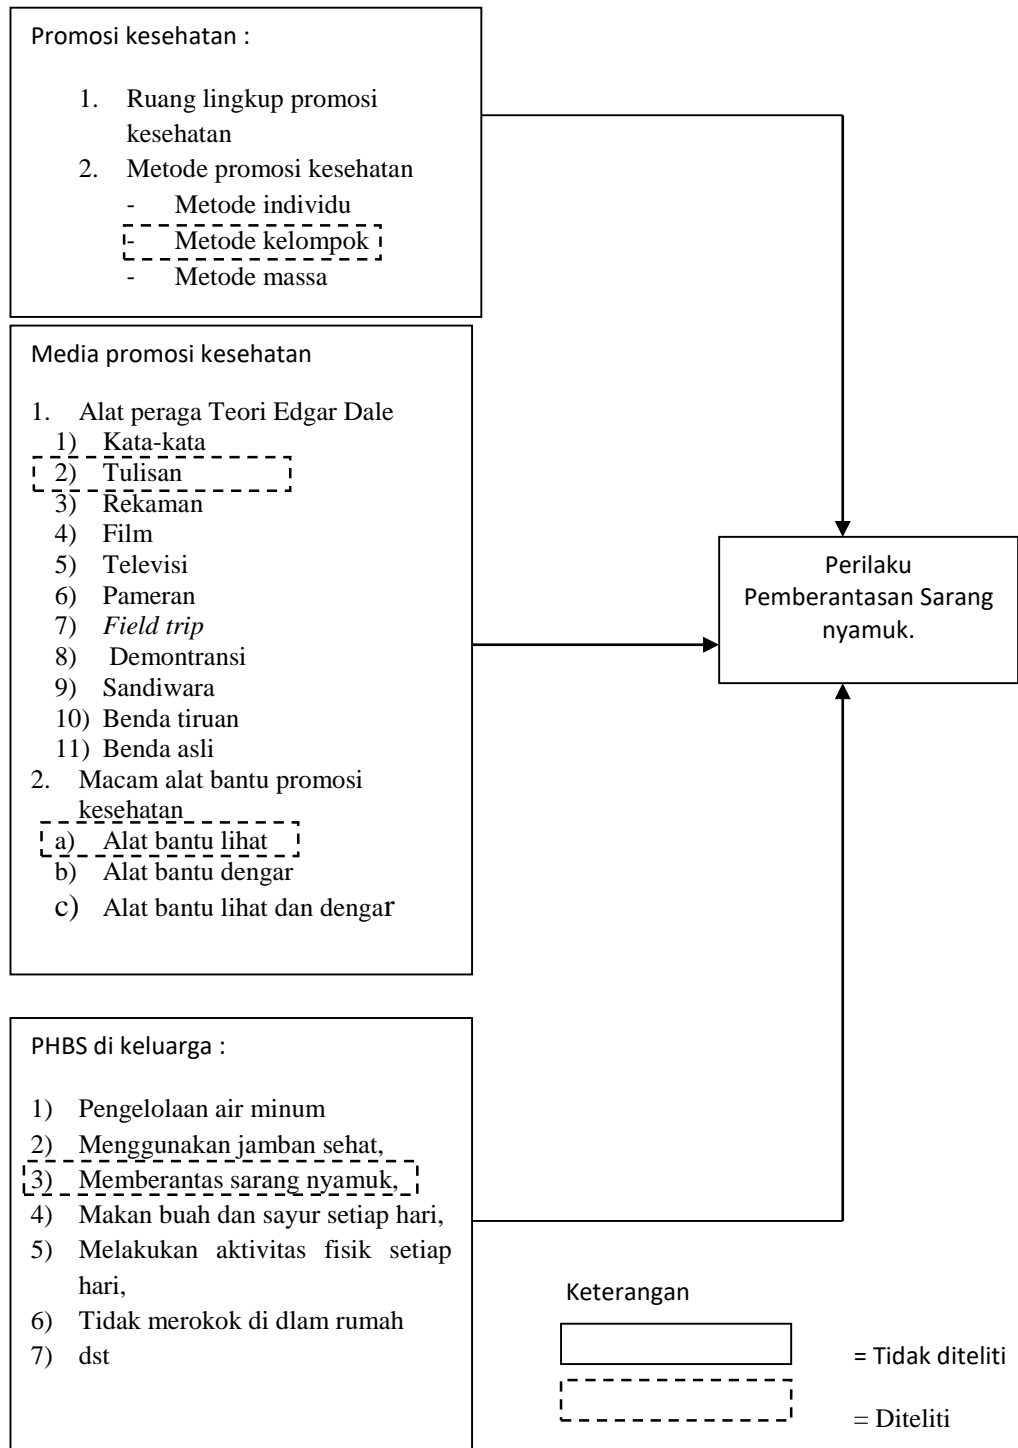 Promosi kesehatan :
1. Ruang lingkup promosi
kesehatan
2. Metode promosi kesehatan
- Metode individu
- Metode kelompok
- Metode massa
Media promosi kesehatan
1. Alat peraga Teori Edgar Dale
1) Kata-kata
2) Tulisan
3) Rekaman
4) Film
5) Televisi
6) Pameran
7) Field trip
8) Demontransi
9) Sandiwara
10) Benda tiruan
11) Benda asli
2. Macam alat bantu promosi
kesehatan
a) Alat bantu lihat
b) Alat bantu dengar
c) Alat bantu lihat dan dengar
Perilaku
Pemberantasan Sarang
nyamuk.
PHBS di keluarga :
1) Pengelolaan air minum
2) Menggunakan jamban sehat,
3) Memberantas sarang nyamuk,
4) Makan buah dan sayur setiap hari,
5) Melakukan aktivitas fisik setiap
hari,
6) Tidak merokok di dlam rumah
7) dst
Keterangan
= Tidak diteliti
= Diteliti